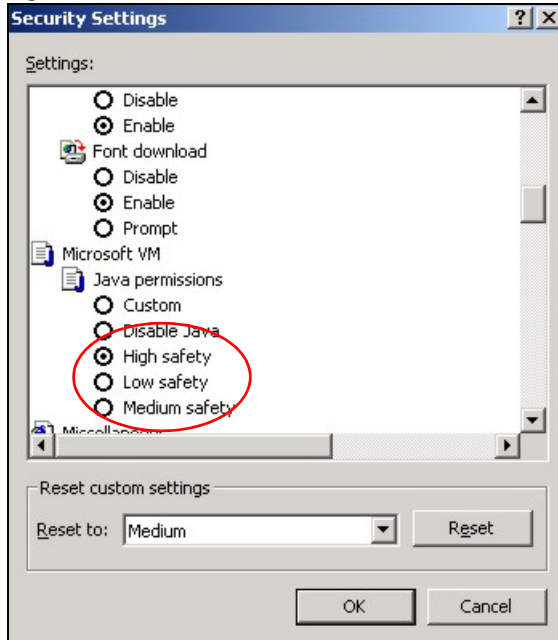 Security Settings
Settings:
Disable
Enable
Font download
Disable
Enable
Prompt
Microsoft VM
Java permissions
Custom
Disable Java
High safety
Low safety
Medium safety
Miscellaneous
Reset custom settings
Reset to: Medium Reset
OK Cancel